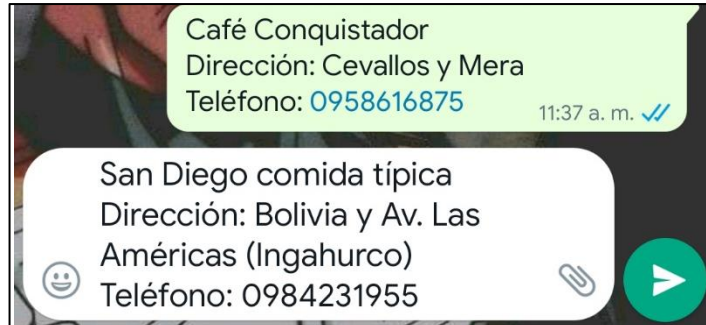 Café Conquistador
Dirección: Cevallos y Mera
Teléfono: 0958616875
11:37 a. m.
San Diego comida típica
Dirección: Bolivia y Av. Las
Américas (Ingahurco)
Teléfono: 0984231955